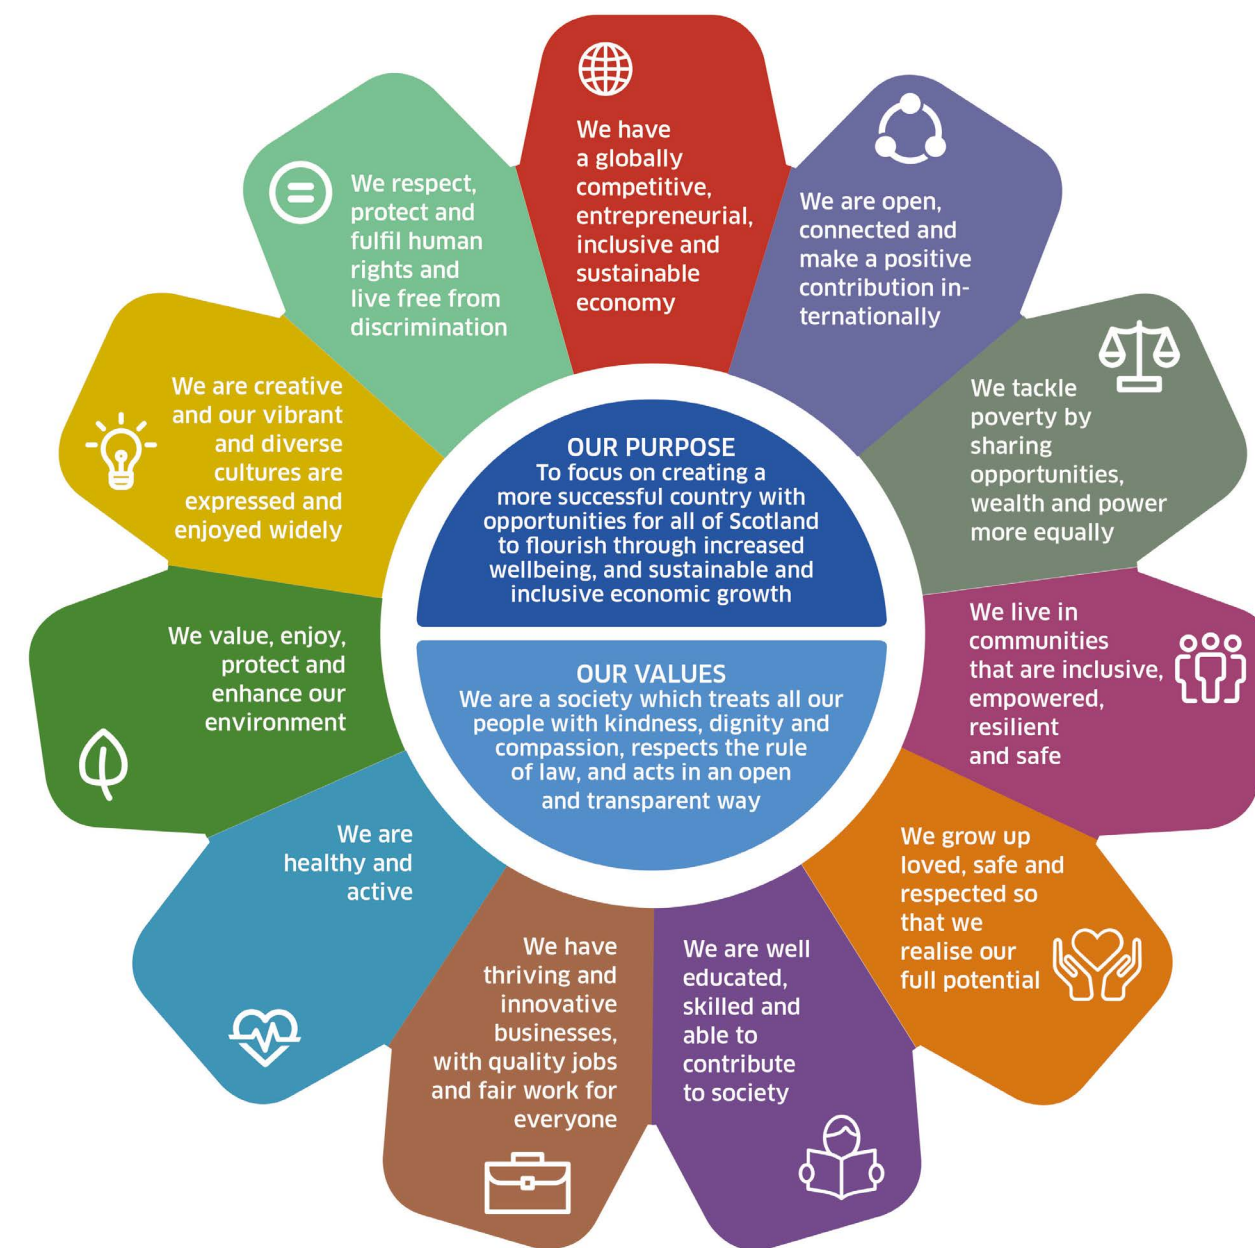 We have
a globally
competitive,
entrepreneurial,
inclusive and
sustainable
economy
We are open,
connected and
make a positive
contribution in-
ternationally
We tackle
poverty by
sharing
opportunities,
wealth and power
more equally
We live in
communities
that are inclusive,
empowered,
resilient
and safe
We grow up
loved, safe and
respected so
that we
realise our
full potential
We are well
educated,
skilled and
able to
contribute
to society
We have
thriving and
innovative
businesses,
with quality jobs
and fair work for
everyone
We are
healthy and
active
We value, enjoy,
protect and
enhance our
environment
We are creative
and our vibrant
and diverse
cultures are
expressed and
enjoyed widely
We respect,
protect and
fulfil human
rights and
live free from
discrimination
OUR PURPOSE
To focus on creating a
more successful country with
opportunities for all of Scotland
to flourish through increased
wellbeing, and sustainable and
inclusive economic growth
OUR VALUES
We are a society which treats all our
people with kindness, dignity and
compassion, respects the rule
of law, and acts in an open
and transparent way